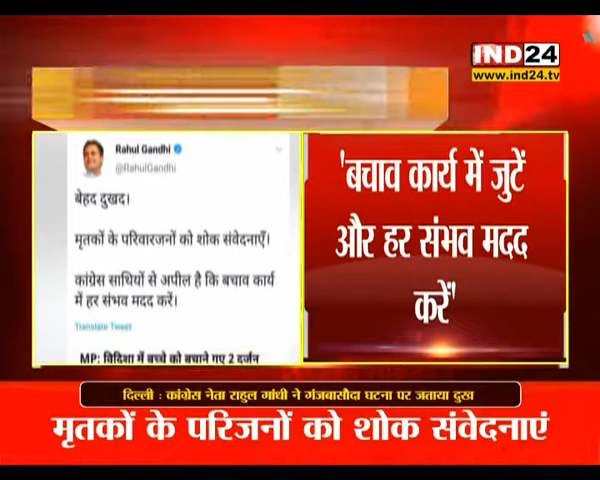 IND24
www.ind24.tv
Rahul Gandhi
@RahulGandhi
बेहद दुखद।
मृतकों के परिवारजनों को शोक संवेदनाएँ।
कांग्रेस साथियों से अपील है कि बचाव कार्य
में हर संभव मदद करें।
Translate Tweet
MP: विदिशा में बच्चे को बचाने गए 2 दर्जन
'बचाव कार्य में जुटें
और हर संभव मदद
करें'
दिल्ली : कांग्रेस नेता राहुल गांधी ने गंजबासौदा घटना पर जताया दुख
मृतकों के परिजनों को शोक संवेदनाएं